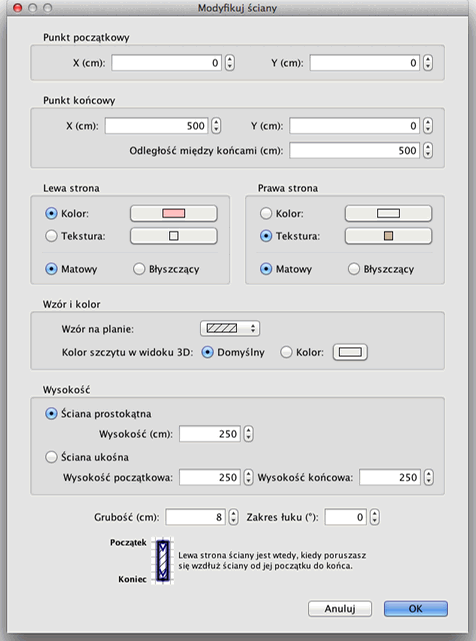 Modyfikuj ściany
Punkt początkowy
X (cm): 0 Y (cm): 0
Punkt końcowy
X (cm): 500 Y (cm): 0
Odległość między końcami (cm): 500
Lewa strona Prawa strona
Kolor: Kolor:
Tekstura: Tekstura:
Matowy Błyszczący Matowy Błyszczący
Wzór i kolor
Wzór na planie:
Kolor szczytu w widoku 3D: Domyślny Kolor:
Wysokość
Ściana prostokątna
Wysokość (cm): 250
Ściana ukośna
Wysokość początkowa: 250 Wysokość końcowa: 250
Grubość (cm): 8 Zakres łuku (°): 0
Początek
Lewa strona ściany jest wtedy, kiedy poruszasz
się wzdłuż ściany od jej początku do końca.
Koniec
Anuluj OK